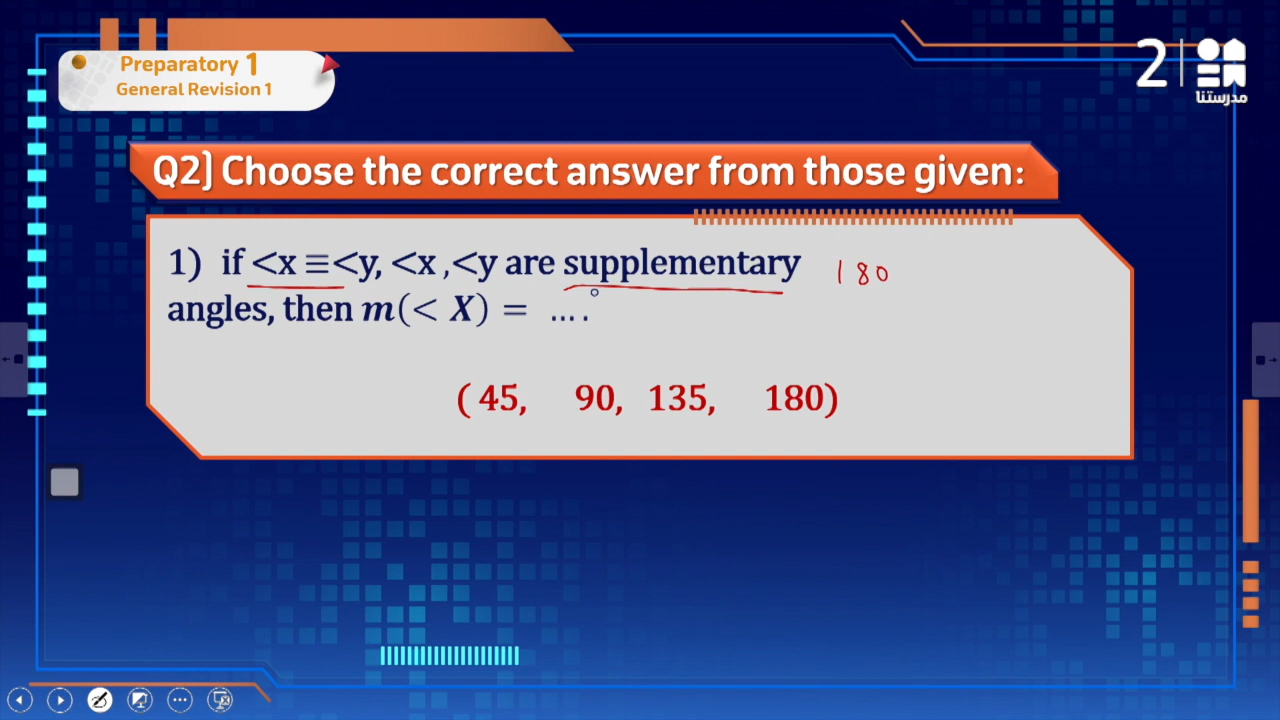 Preparatory 1
General Revision 1
2
مدرستنا
Q2] Choose the correct answer from those given:
1) if <x ≡<y, <x ,<y are supplementary 180
angles, then m(< X) = ... .
( 45, 90, 135, 180)